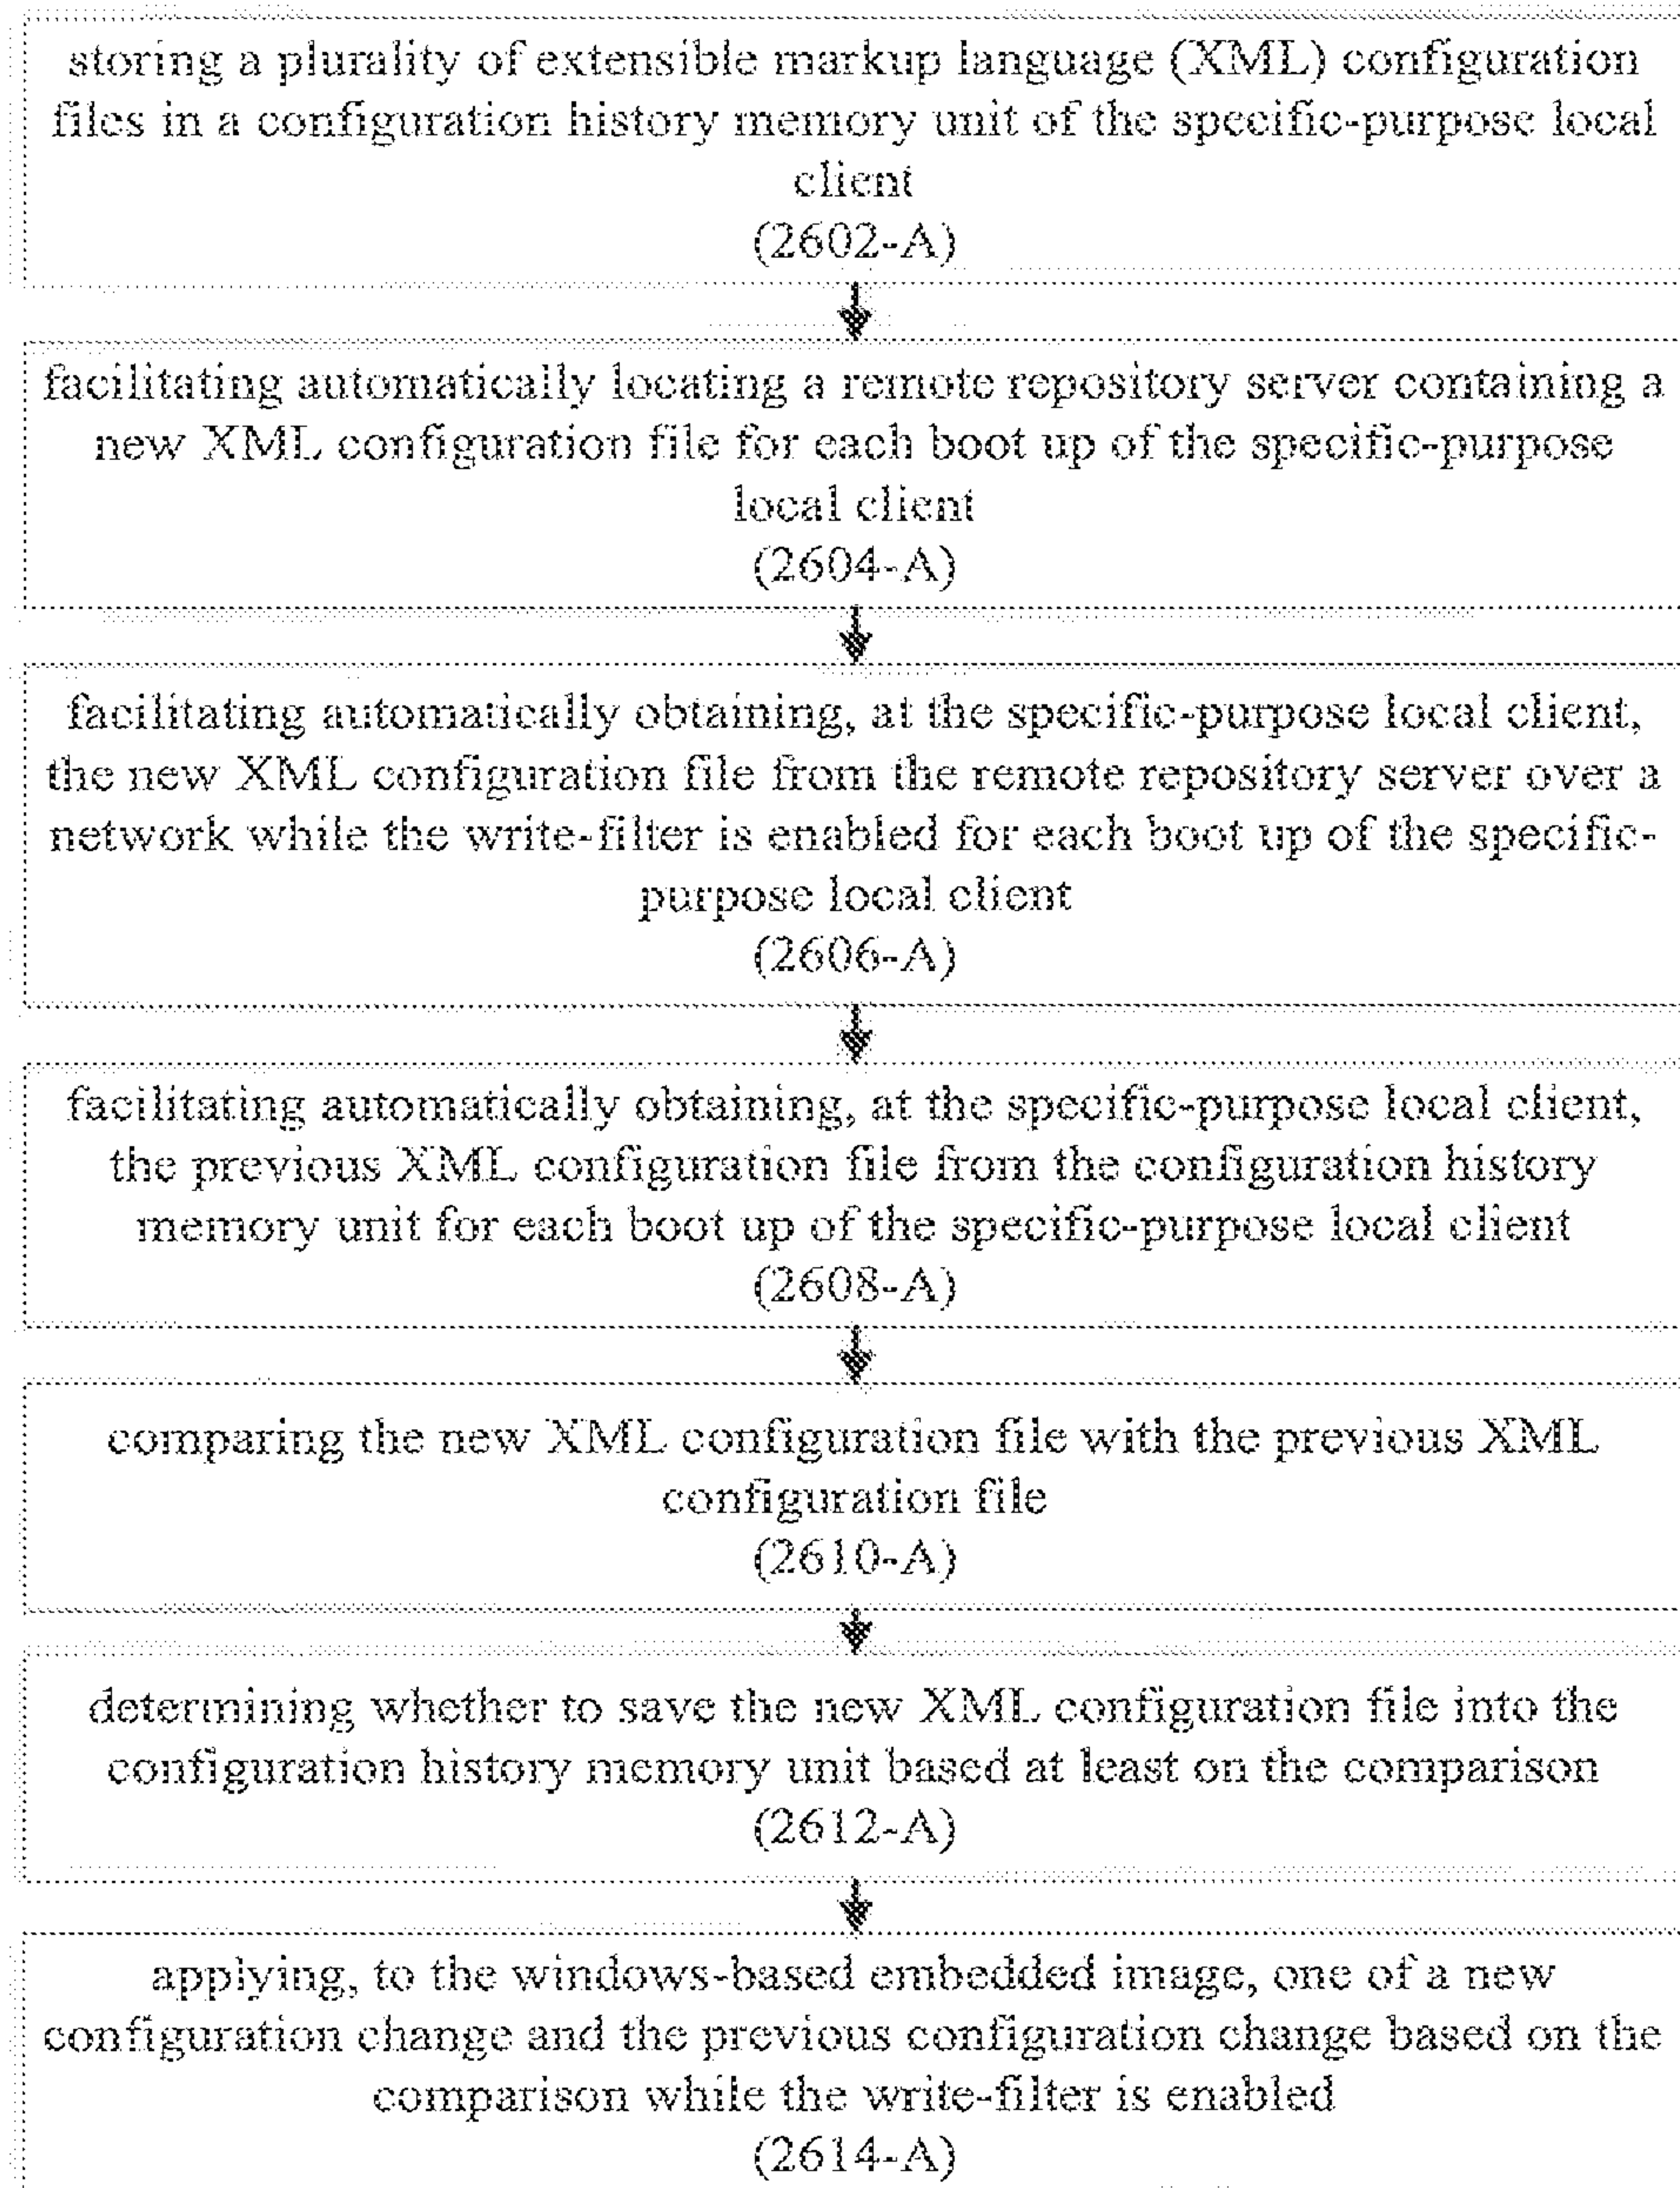 storing a plurality of extensible markup language (XML) configuration
files in a configuration history memory unit of the specific-purpose local
client
(2602-A)
facilitating automatically locating a remote repository server containing a
new XML configuration file for each boot up of the specific-purpose
local client
(2604-A)
facilitating automatically obtaining, at the specific-purpose local client,
the new XML configuration file from the remote repository server over a
network while the write-filter is enabled for each boot up of the specific-
purpose local client
(2606-A)
facilitating automatically obtaining, at the specific-purpose local client,
the previous XML configuration file from the configuration history
memory unit for each boot up of the specific-purpose local client
(2608-A)
comparing the new XML configuration file with the previous XML
configuration file
(2610-A)
determining whether to save the new XML configuration file into the
configuration history memory unit based at least on the comparison
(2612-A)
applying, to the windows-based embedded image, one of a new
configuration change and the previous configuration change based on the
comparison while the write-filter is enabled
(2614-A)